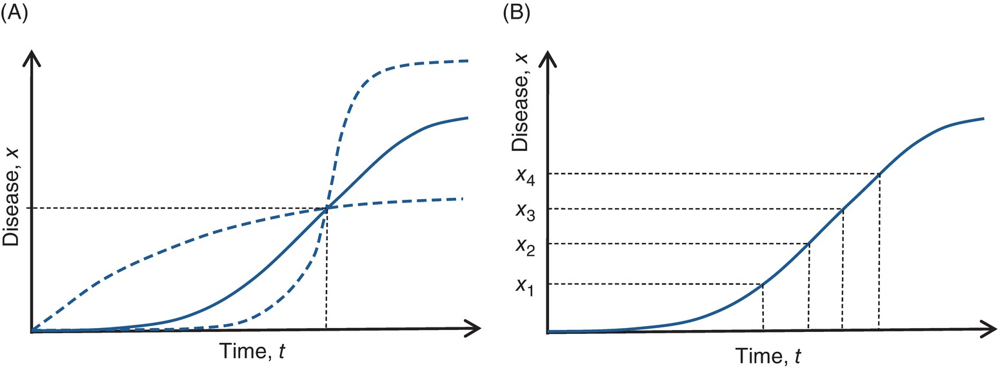 (A)
Disease, x
Time, t
(B)
Disease, x
x4
x3
x2
x1
Time, t